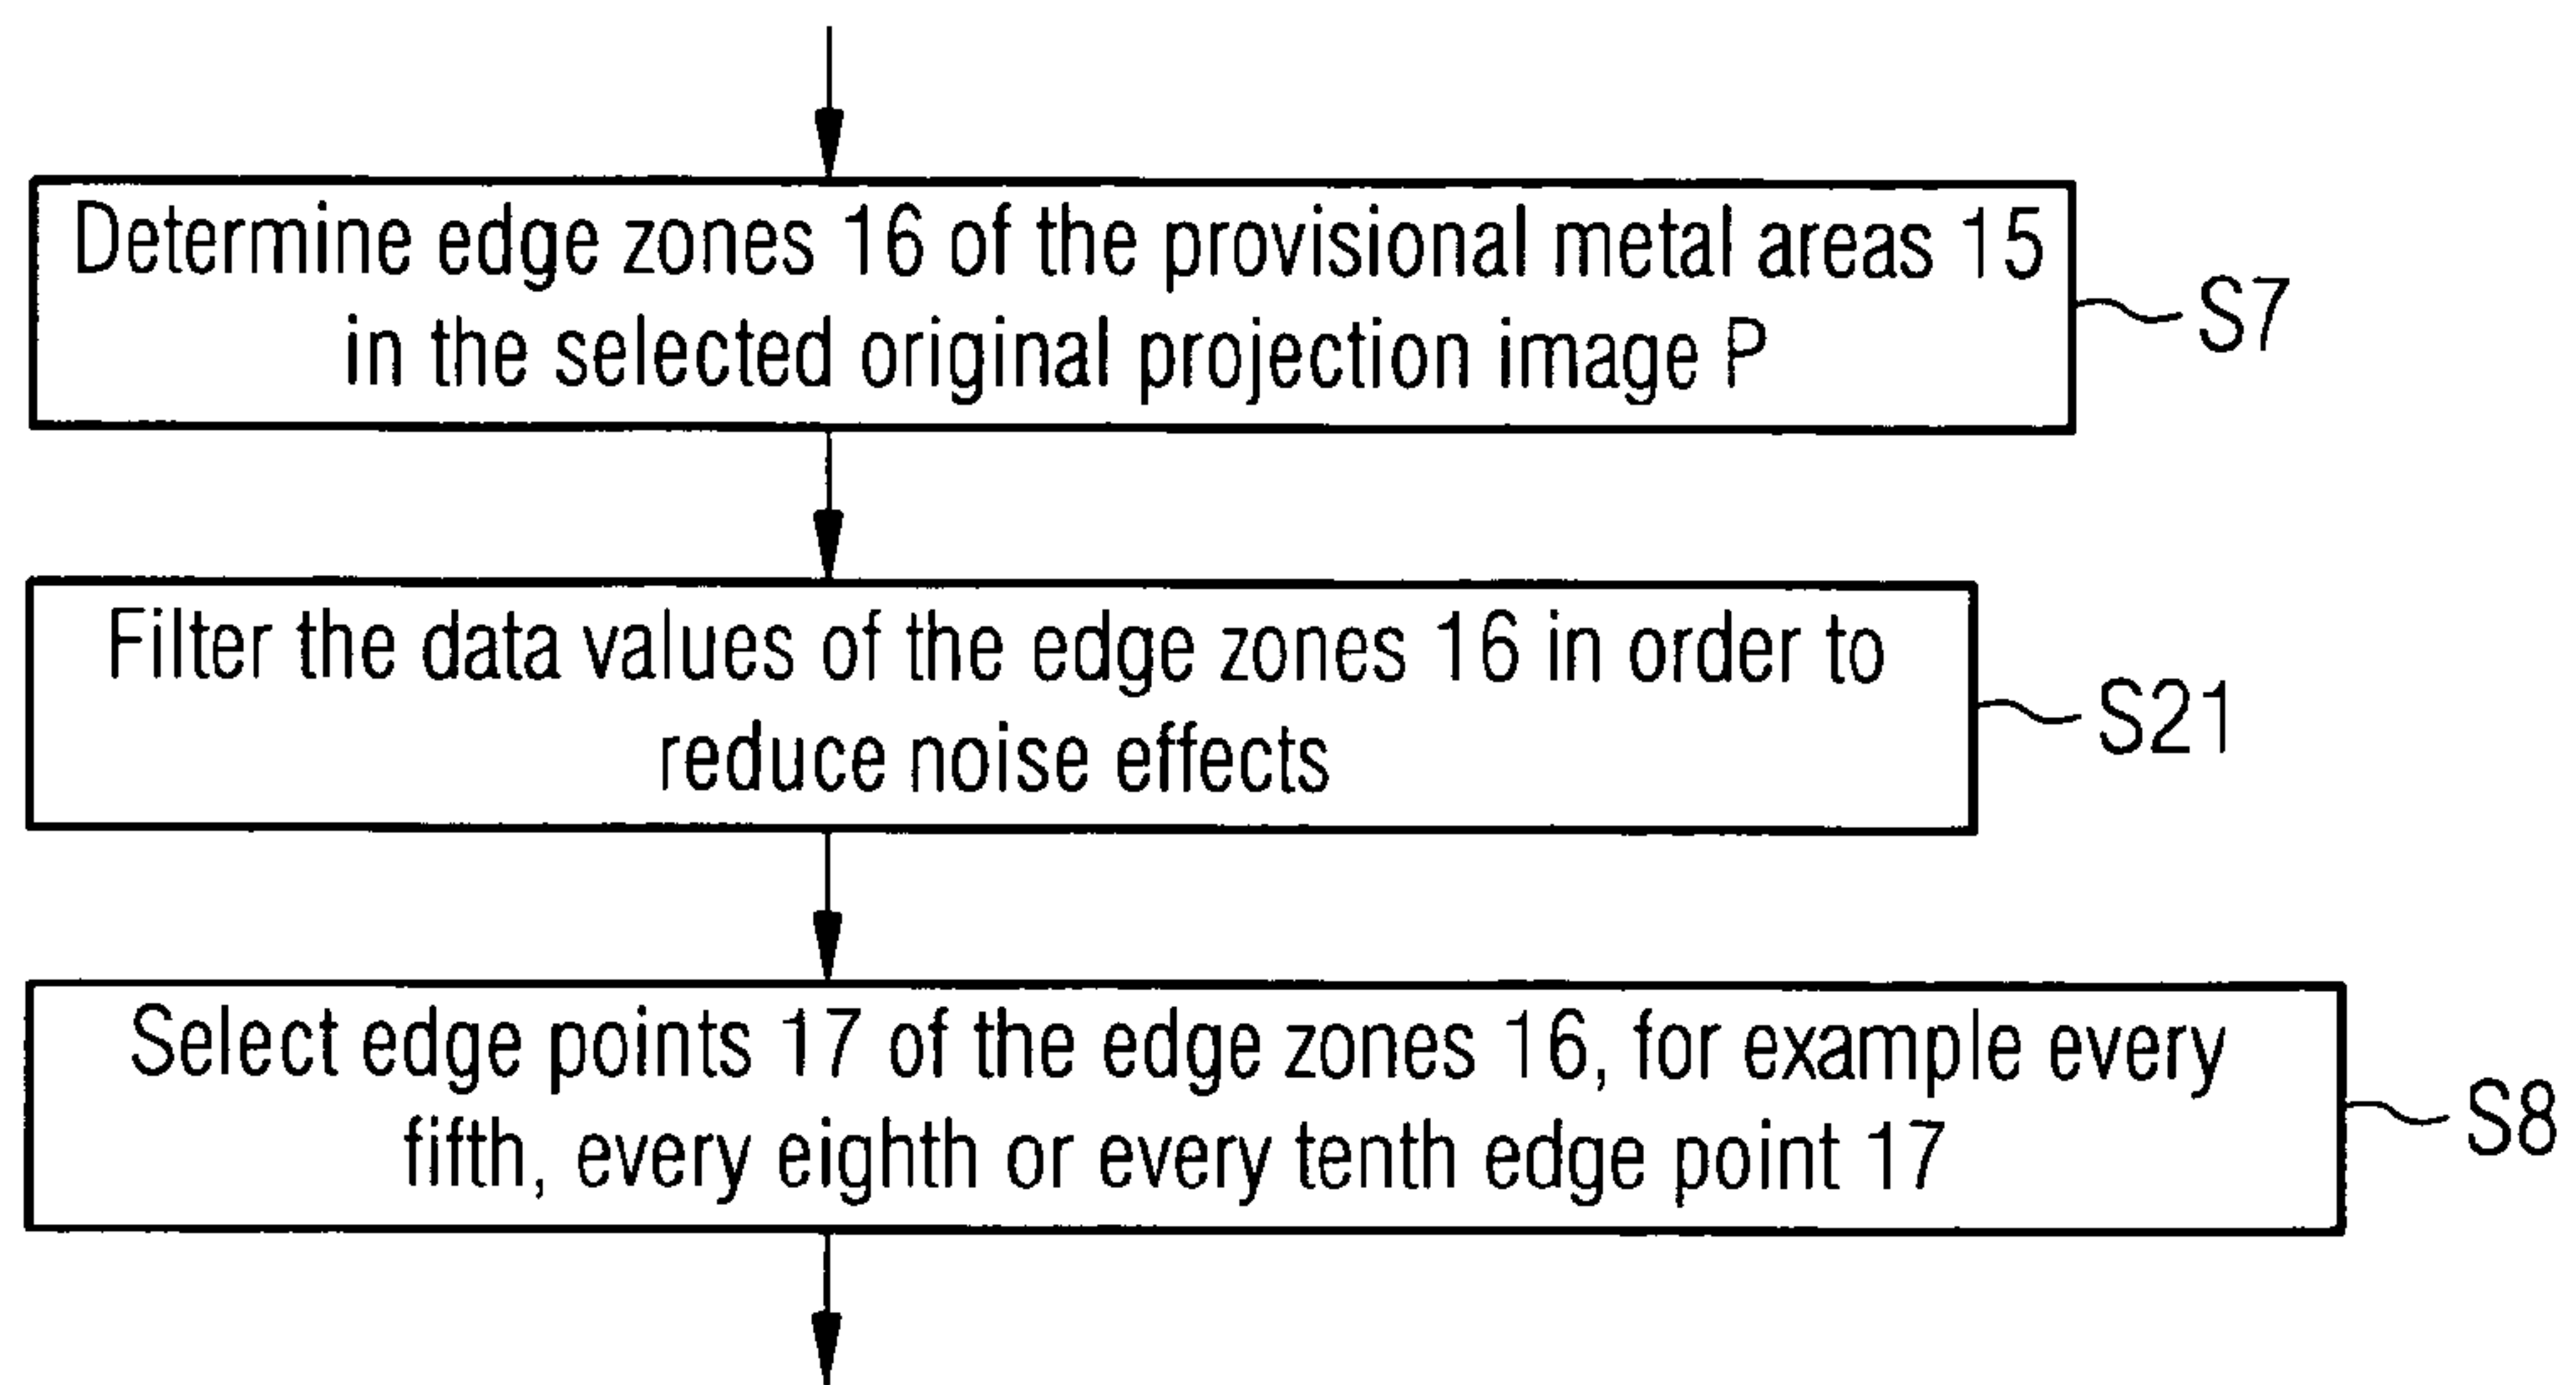 Determine edge zones 16 of the provisional metal areas 15
in the selected original projection image P
S7
Filter the data values of the edge zones 16 in order to
reduce noise effects
S21
Select edge points 17 of the edge zones 16, for example every
fifth, every eighth or every tenth edge point 17
S8